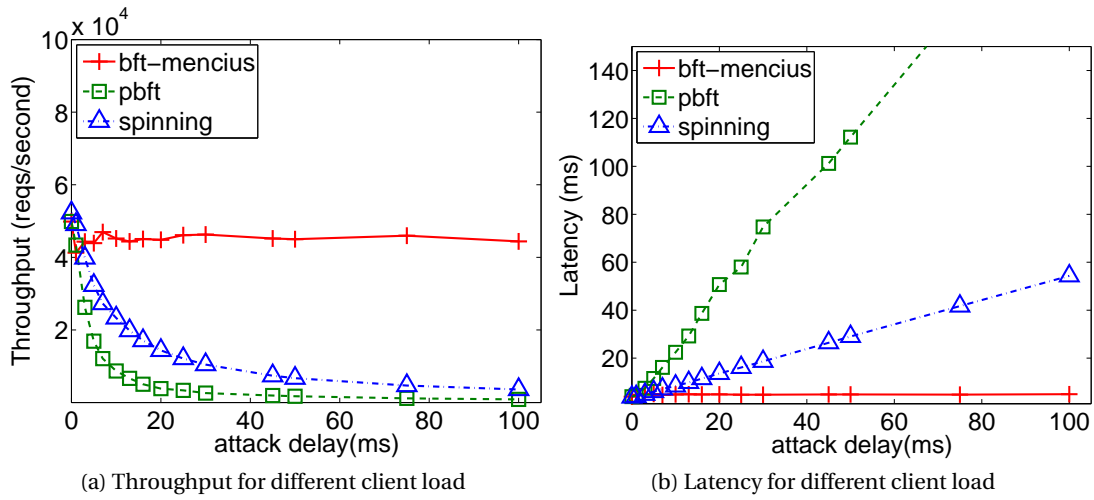 x 10⁴
10
8
6
4
2
0 20 40 60 80 100
Throughput (reqs/second)
attack delay(ms)
bft−mencius
pbft
spinning
(a) Throughput for different client load
140
120
100
80
60
40
20
0 20 40 60 80 100
Latency (ms)
attack delay(ms)
bft−mencius
pbft
spinning
(b) Latency for different client load